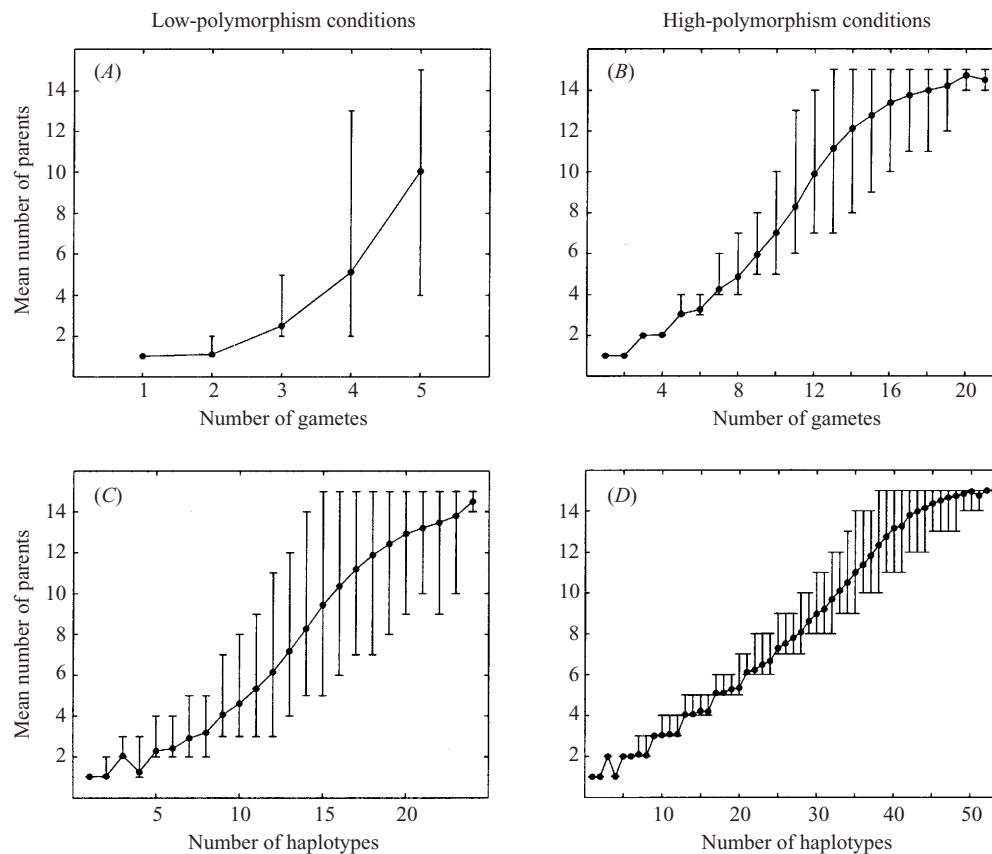 Low-polymorphism conditions
High-polymorphism conditions
(A)
Mean number of parents
14
12
10
8
6
4
2
1 2 3 4 5
Number of gametes
(B)
14
12
10
8
6
4
2
4 8 12 16 20
Number of gametes
(C)
Mean number of parents
14
12
10
8
6
4
2
5 10 15 20
Number of haplotypes
(D)
14
12
10
8
6
4
2
10 20 30 40 50
Number of haplotypes